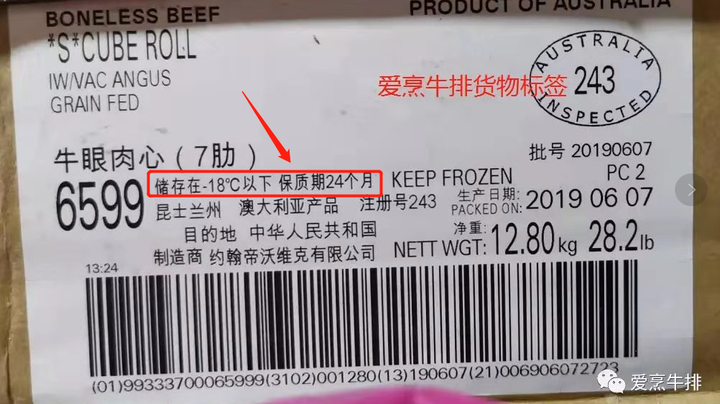 BONELESS BEEF
PRODUCT OF AUSTRALIA
*S*CUBE ROLL
IW/VAC ANGUS
GRAIN FED
AUSTRALIA
243
INSPECTED
爱烹牛排货物标签
牛眼肉心(7肋)
批号 20190607
6599
储存在-18℃以下 保质期24个月
KEEP FROZEN
PC 2
昆士兰州 澳大利亚产品 注册号243
生产日期:
PACKED ON:
2019 06 07
目的地 中华人民共和国
净重:
制造商 约翰帝沃维克有限公司
NETT WGT: 12.80kg 28.2lb
13:24
(01)99333700065999(3102)001280(13)190607(21)006906072723
爱烹牛排